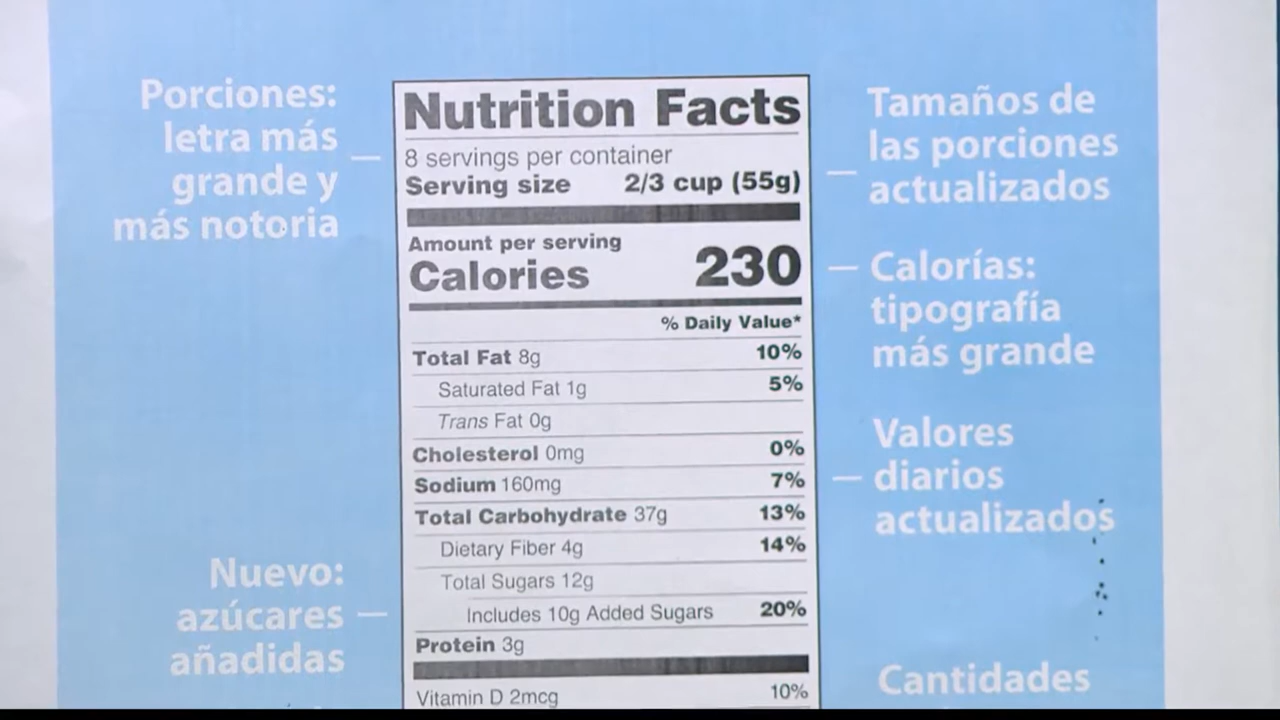 Porciones:
letra más
grande y
más notoria
Nuevo:
azúcares
añadidas
Nutrition Facts
8 servings per container
Serving size 2/3 cup (55g)
Amount per serving
Calories 230
% Daily Value*
Total Fat 8g 10%
Saturated Fat 1g 5%
Trans Fat 0g
Cholesterol 0mg 0%
Sodium 160mg 7%
Total Carbohydrate 37g 13%
Dietary Fiber 4g 14%
Total Sugars 12g
Includes 10g Added Sugars 20%
Protein 3g
Vitamin D 2mcg 10%
Tamaños de
las porciones
actualizados
Calorías:
tipografía
más grande
Valores
diarios
actualizados
Cantidades